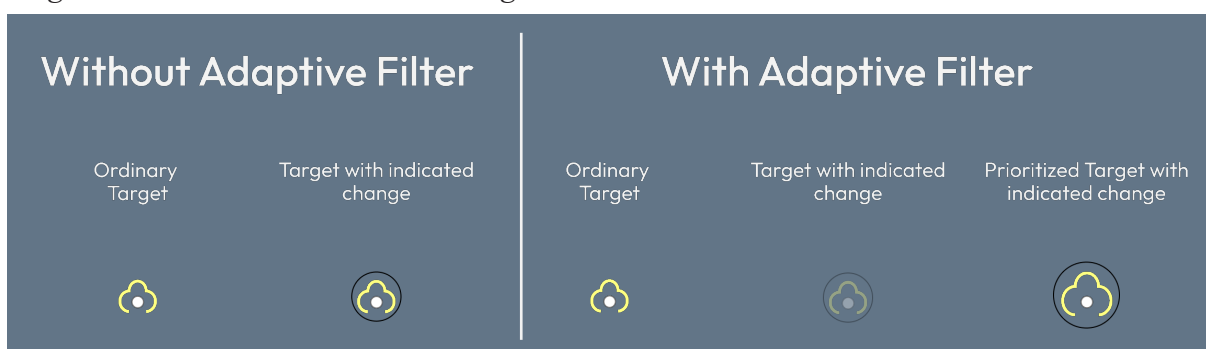 Without Adaptive Filter
With Adaptive Filter
Ordinary
Target
Target with indicated
change
Ordinary
Target
Target with indicated
change
Prioritized Target with
indicated change